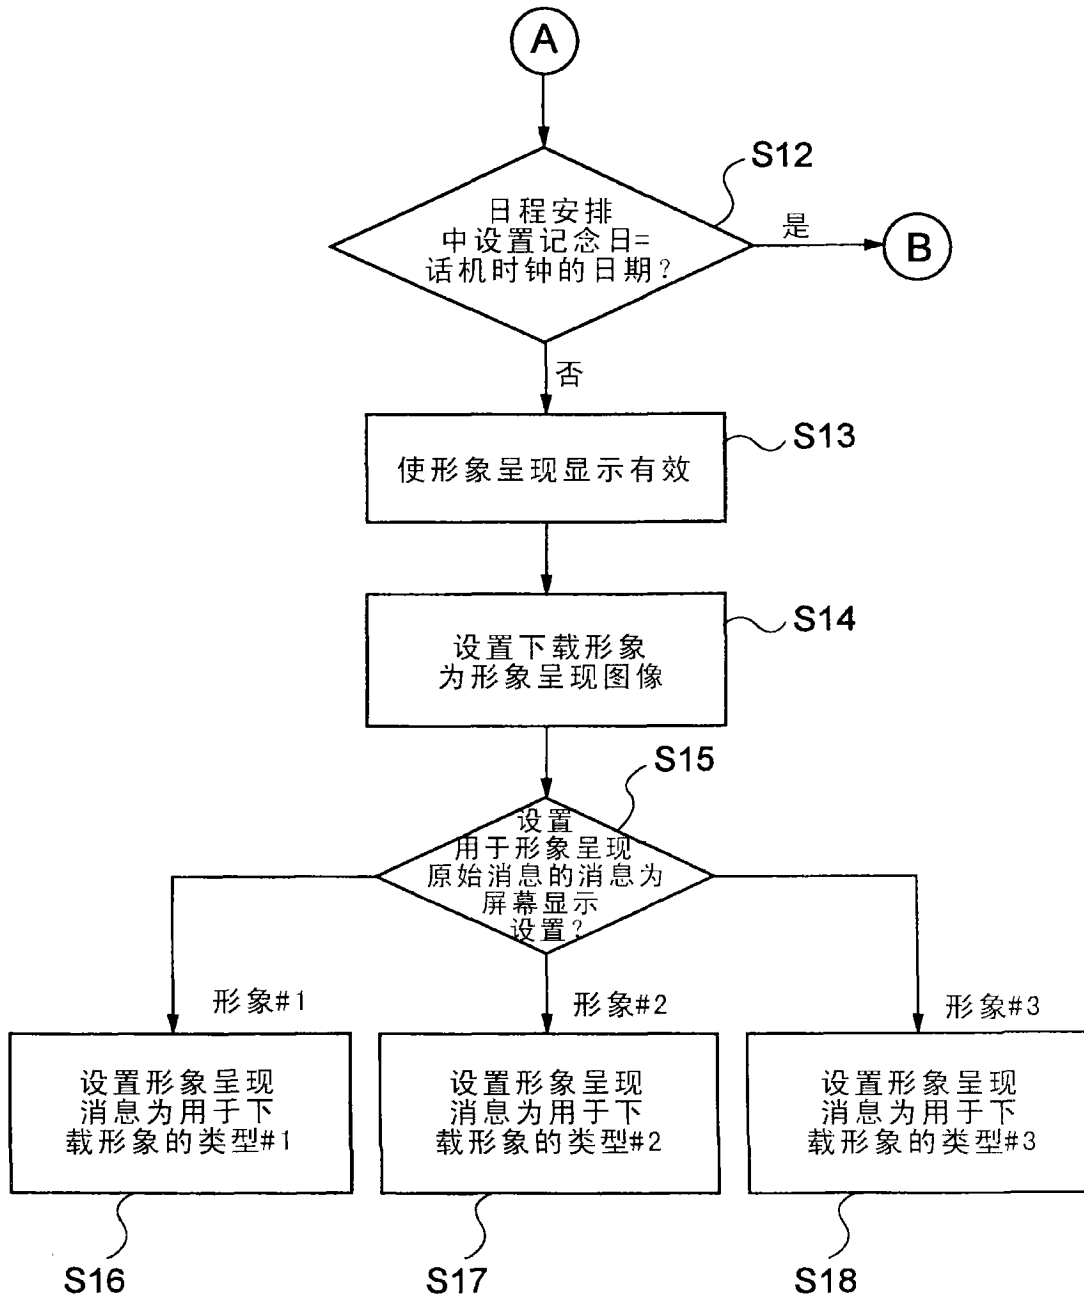 A
S12
日程安排
中设置记念日=
话机时钟的日期?
是
B
否
S13
使形象呈现显示有效
S14
设置下载形象
为形象呈现图像
S15
设置
用于形象呈现
原始消息的消息为
屏幕显示
设置?
形象#1
形象#2
形象#3
设置形象呈现
消息为用于下
载形象的类型#1
设置形象呈现
消息为用于下
载形象的类型#2
设置形象呈现
消息为用于下
载形象的类型#3
S16
S17
S18